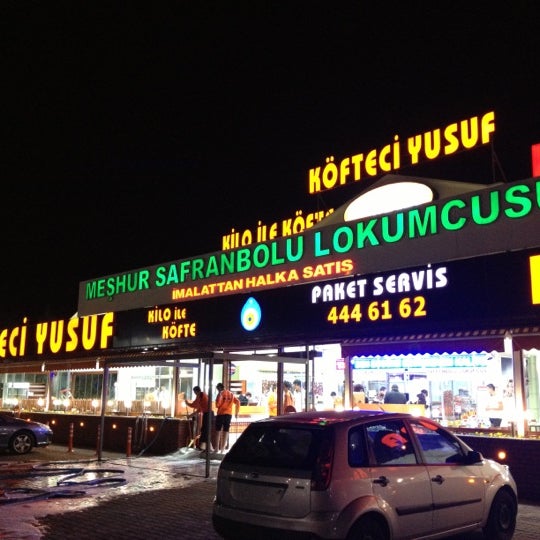 KÖFTECİ YUSUF
KİLO İLE KÖFTE
MEŞHUR SAFRANBOLU LOKUMCUSU
İMALATTAN HALKA SATIŞ
PAKET SERVİS
444 61 62
KİLO İLE
KÖFTE
ECİ YUSUF